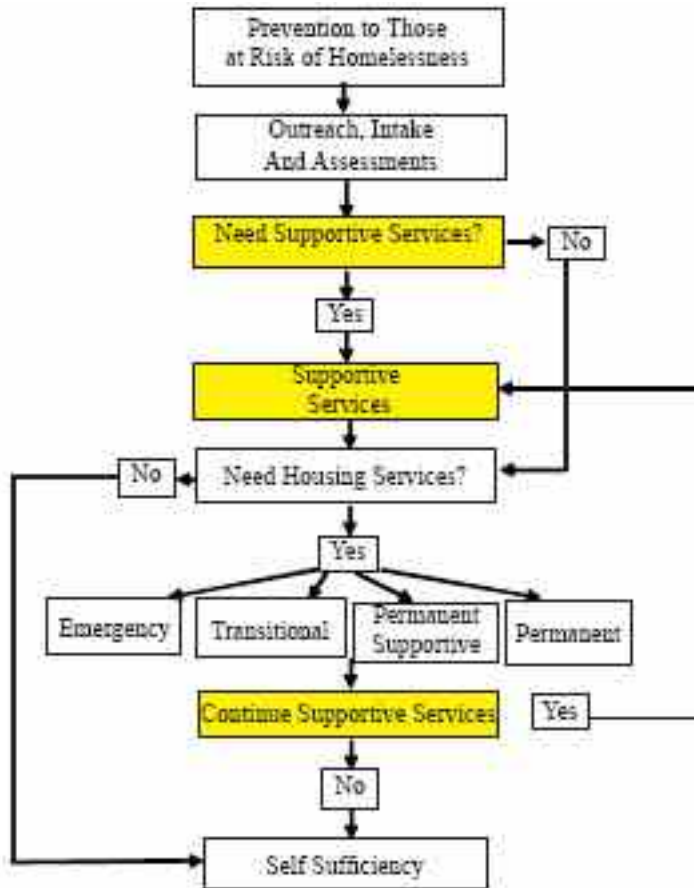 Prevention to Those
at Risk of Homelessness
Outreach, Intake
And Assessments
Need Supportive Services?
No
Yes
Supportive
Services
No
Need Housing Services?
Yes
Emergency
Transitional
Permanent
Supportive
Permanent
Continue Supportive Services
Yes
No
Self Sufficiency